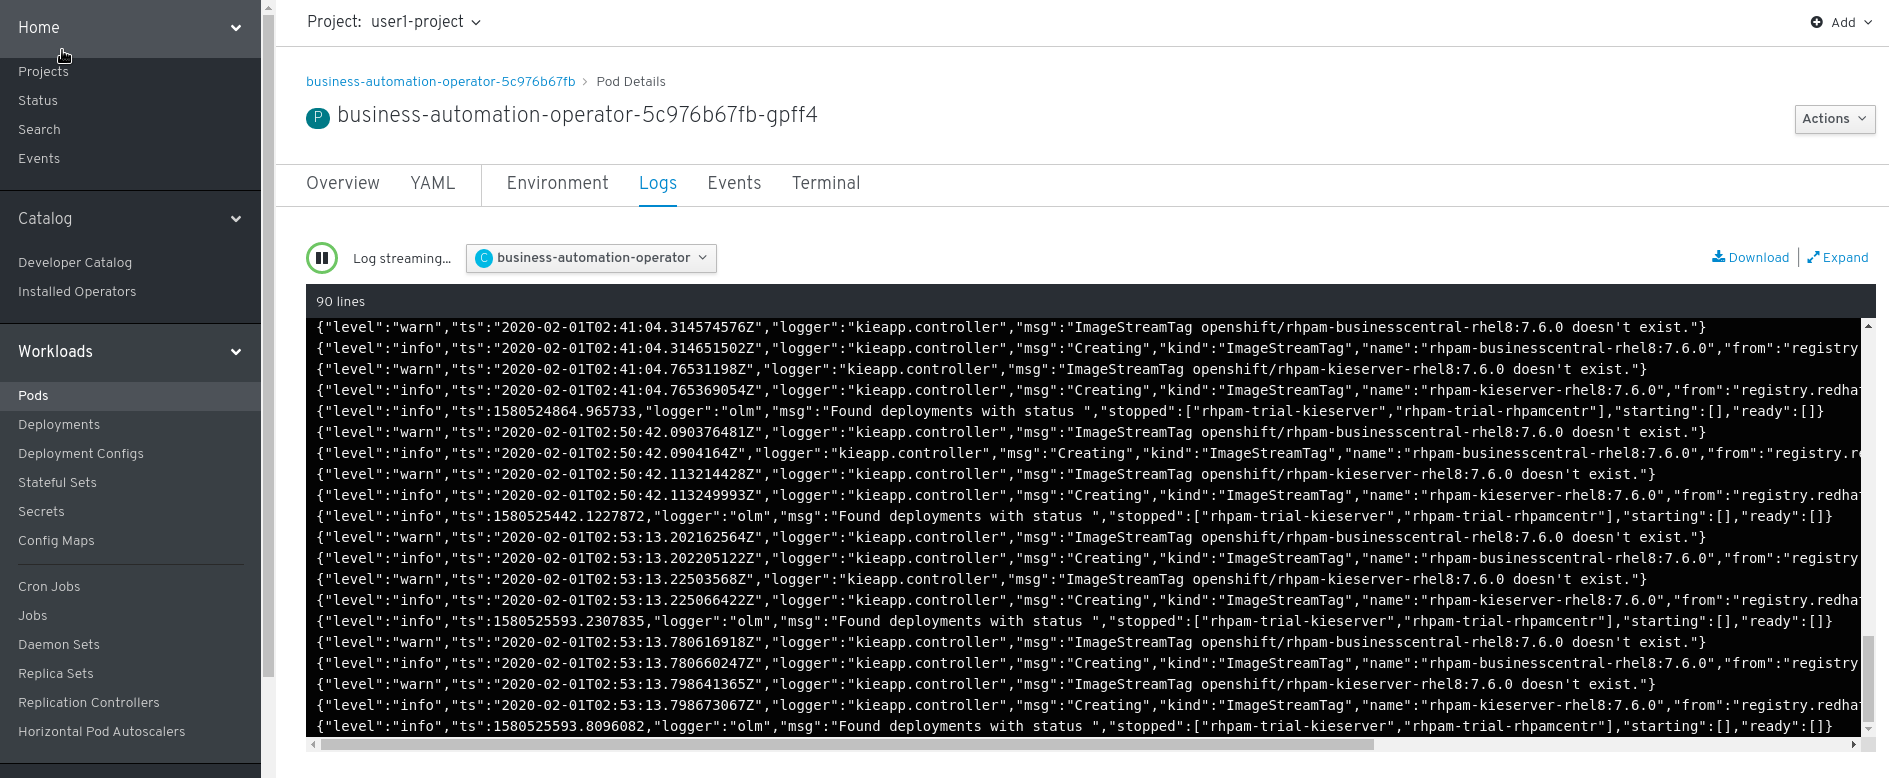 Home
Projects
Status
Search
Events
Catalog
Developer Catalog
Installed Operators
Workloads
Pods
Deployments
Deployment Configs
Stateful Sets
Secrets
Config Maps
Cron Jobs
Jobs
Daemon Sets
Replica Sets
Replication Controllers
Horizontal Pod Autoscalers
Project: user1-project
Add
business-automation-operator-5c976b67fb > Pod Details
P business-automation-operator-5c976b67fb-gpff4
Actions
Overview YAML Environment Logs Events Terminal
Log streaming... C business-automation-operator Download Expand
90 lines
{"level":"warn","ts":"2020-02-01T02:41:04.314574576Z","logger":"kieapp.controller","msg":"ImageStreamTag openshift/rhpam-businesscentral-rhel8:7.6.0 doesn't exist."}
{"level":"info","ts":"2020-02-01T02:41:04.314651502Z","logger":"kieapp.controller","msg":"Creating","kind":"ImageStreamTag","name":"rhpam-businesscentral-rhel8:7.6.0","from":"registry
{"level":"warn","ts":"2020-02-01T02:41:04.76531198Z","logger":"kieapp.controller","msg":"ImageStreamTag openshift/rhpam-kieserver-rhel8:7.6.0 doesn't exist."}
{"level":"info","ts":"2020-02-01T02:41:04.765369054Z","logger":"kieapp.controller","msg":"Creating","kind":"ImageStreamTag","name":"rhpam-kieserver-rhel8:7.6.0","from":"registry.redhat
{"level":"info","ts":1580524864.965733,"logger":"olm","msg":"Found deployments with status ","stopped":["rhpam-trial-kieserver","rhpam-trial-rhpamcentr"],"starting":[],"ready":[]}
{"level":"warn","ts":"2020-02-01T02:50:42.090376481Z","logger":"kieapp.controller","msg":"ImageStreamTag openshift/rhpam-businesscentral-rhel8:7.6.0 doesn't exist."}
{"level":"info","ts":"2020-02-01T02:50:42.0904164Z","logger":"kieapp.controller","msg":"Creating","kind":"ImageStreamTag","name":"rhpam-businesscentral-rhel8:7.6.0","from":"registry.re
{"level":"warn","ts":"2020-02-01T02:50:42.113214428Z","logger":"kieapp.controller","msg":"ImageStreamTag openshift/rhpam-kieserver-rhel8:7.6.0 doesn't exist."}
{"level":"info","ts":"2020-02-01T02:50:42.113249993Z","logger":"kieapp.controller","msg":"Creating","kind":"ImageStreamTag","name":"rhpam-kieserver-rhel8:7.6.0","from":"registry.redhat
{"level":"info","ts":1580525442.1227872,"logger":"olm","msg":"Found deployments with status ","stopped":["rhpam-trial-kieserver","rhpam-trial-rhpamcentr"],"starting":[],"ready":[]}
{"level":"warn","ts":"2020-02-01T02:53:13.202162564Z","logger":"kieapp.controller","msg":"ImageStreamTag openshift/rhpam-businesscentral-rhel8:7.6.0 doesn't exist."}
{"level":"info","ts":"2020-02-01T02:53:13.202205122Z","logger":"kieapp.controller","msg":"Creating","kind":"ImageStreamTag","name":"rhpam-businesscentral-rhel8:7.6.0","from":"registry
{"level":"warn","ts":"2020-02-01T02:53:13.22503568Z","logger":"kieapp.controller","msg":"ImageStreamTag openshift/rhpam-kieserver-rhel8:7.6.0 doesn't exist."}
{"level":"info","ts":"2020-02-01T02:53:13.225066422Z","logger":"kieapp.controller","msg":"Creating","kind":"ImageStreamTag","name":"rhpam-kieserver-rhel8:7.6.0","from":"registry.redhat
{"level":"info","ts":1580525593.2307835,"logger":"olm","msg":"Found deployments with status ","stopped":["rhpam-trial-kieserver","rhpam-trial-rhpamcentr"],"starting":[],"ready":[]}
{"level":"warn","ts":"2020-02-01T02:53:13.780616918Z","logger":"kieapp.controller","msg":"ImageStreamTag openshift/rhpam-businesscentral-rhel8:7.6.0 doesn't exist."}
{"level":"info","ts":"2020-02-01T02:53:13.780660247Z","logger":"kieapp.controller","msg":"Creating","kind":"ImageStreamTag","name":"rhpam-businesscentral-rhel8:7.6.0","from":"registry
{"level":"warn","ts":"2020-02-01T02:53:13.798641365Z","logger":"kieapp.controller","msg":"ImageStreamTag openshift/rhpam-kieserver-rhel8:7.6.0 doesn't exist."}
{"level":"info","ts":"2020-02-01T02:53:13.798673067Z","logger":"kieapp.controller","msg":"Creating","kind":"ImageStreamTag","name":"rhpam-kieserver-rhel8:7.6.0","from":"registry.redhat
{"level":"info","ts":1580525593.8096082,"logger":"olm","msg":"Found deployments with status ","stopped":["rhpam-trial-kieserver","rhpam-trial-rhpamcentr"],"starting":[],"ready":[]}